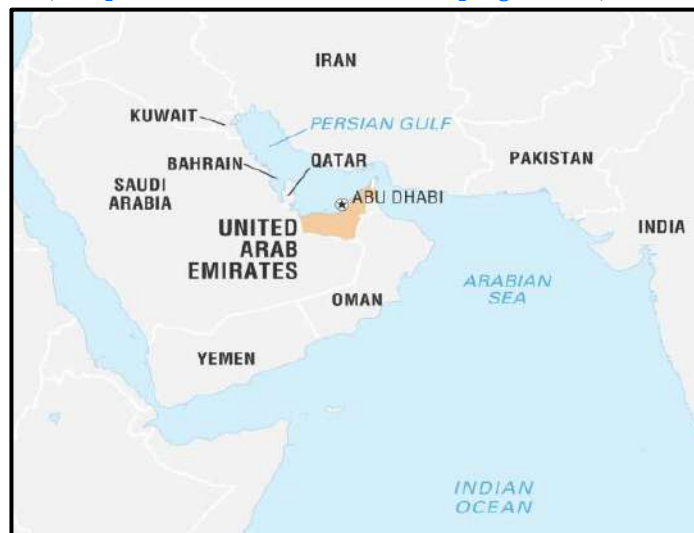 IRAN
KUWAIT
PERSIAN GULF
BAHRAIN
QATAR
PAKISTAN
SAUDI
ARABIA
ABU DHABI
UNITED
ARAB
EMIRATES
INDIA
ARABIAN
SEA
OMAN
YEMEN
INDIAN
OCEAN